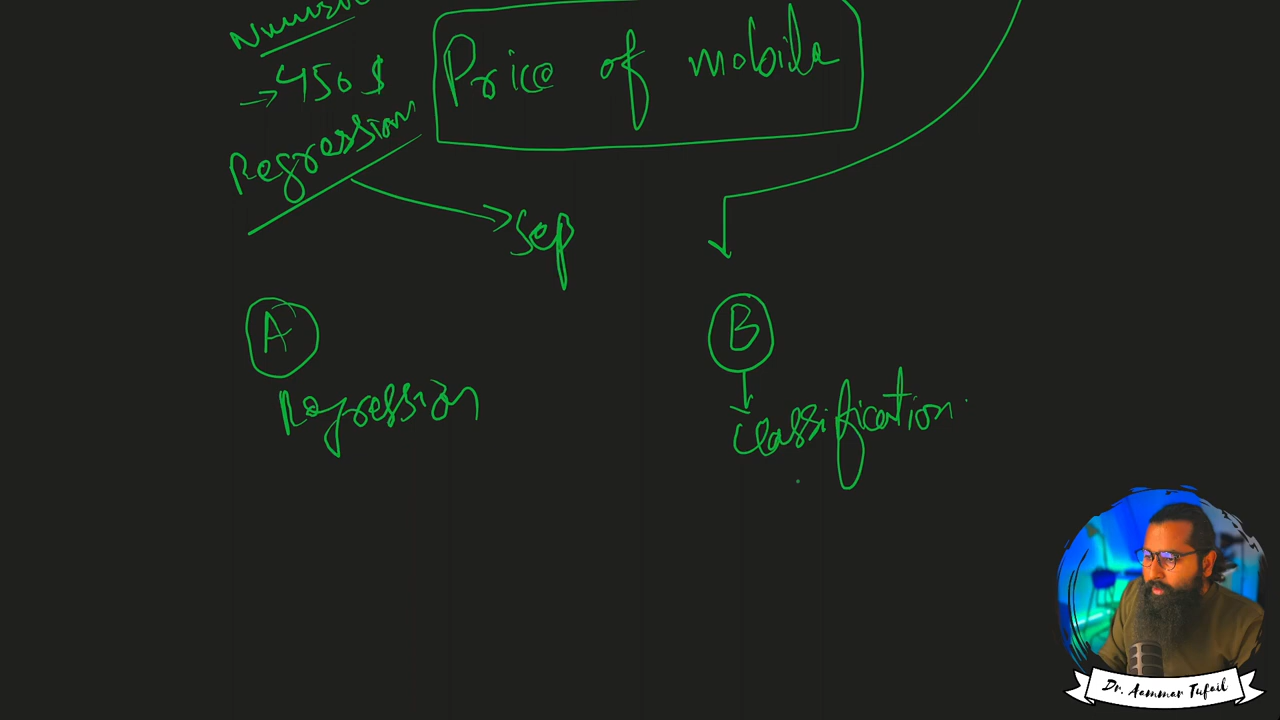 → 450 $
Regression
Price of mobile
→ Sep
A
Regression
B
Classification.
Dr. Aammar Tufail